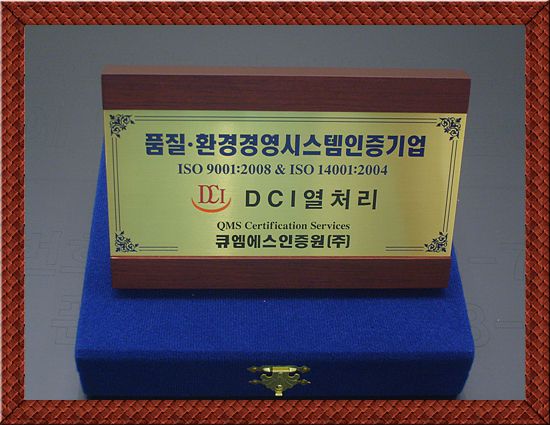 품질·환경경영시스템인증기업
ISO 9001:2008 & ISO 14001:2004
DCI DCI열처리
QMS Certification Services
큐엠에스인증원(주)